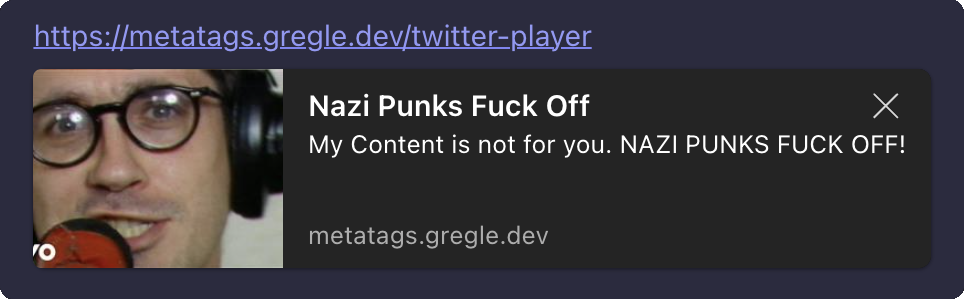 https://metatags.gregle.dev/twitter-player
Nazi Punks Fuck Off
My Content is not for you. NAZI PUNKS FUCK OFF!
metatags.gregle.dev
vo